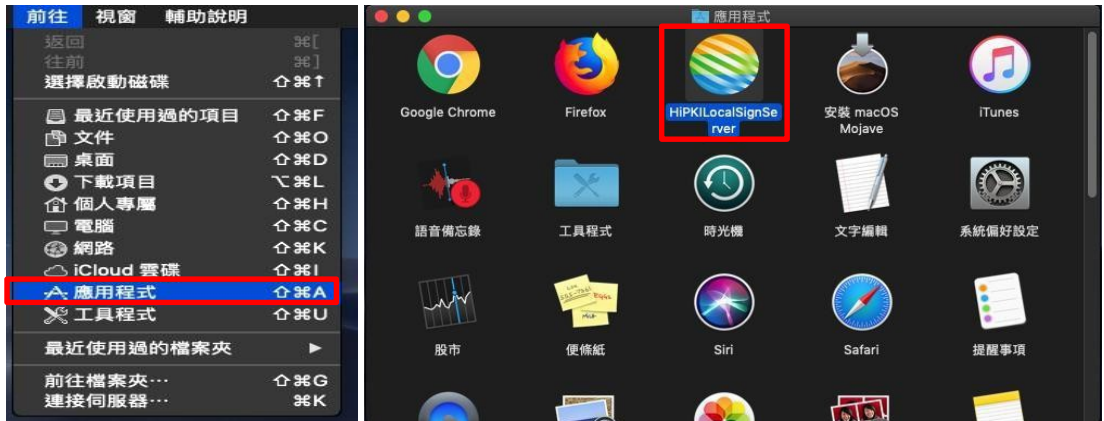 前往 視窗 輔助說明
返回 ⌘[
往前 ⌘]
選擇啟動磁碟 ⇧⌘↑
最近使用過的項目 ⇧⌘F
文件 ⇧⌘O
桌面 ⇧⌘D
下載項目 ⌥⌘L
個人專屬 ⇧⌘H
電腦 ⇧⌘C
網路 ⇧⌘K
iCloud 雲碟 ⇧⌘I
應用程式 ⇧⌘A
工具程式 ⇧⌘U
最近使用過的檔案夾 ▶
前往檔案夾… ⇧⌘G
連接伺服器… ⌘K
應用程式
Google Chrome
Firefox
HiPKILocalSignSe
rver
安裝 macOS
Mojave
iTunes
語音備忘錄
工具程式
時光機
文字編輯
系統偏好設定
股市
便條紙
Siri
Safari
提醒事項